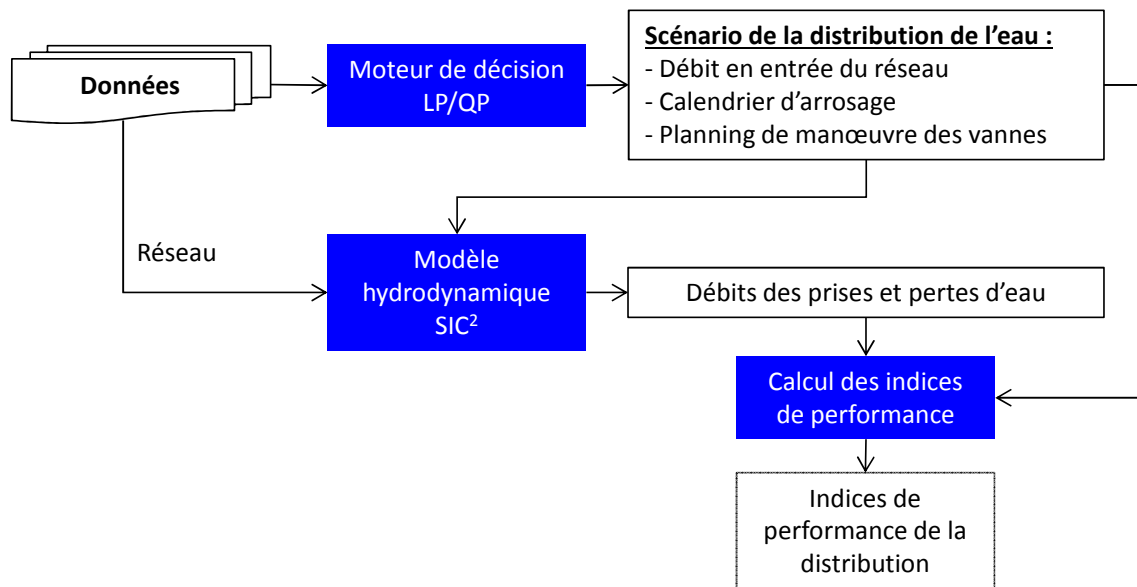 Données
Moteur de décision
LP/QP
Scénario de la distribution de l’eau :
- Débit en entrée du réseau
- Calendrier d’arrosage
- Planning de manœuvre des vannes
Réseau
Modèle
hydrodynamique
SIC²
Débits des prises et pertes d’eau
Calcul des indices
de performance
Indices de
performance de la
distribution